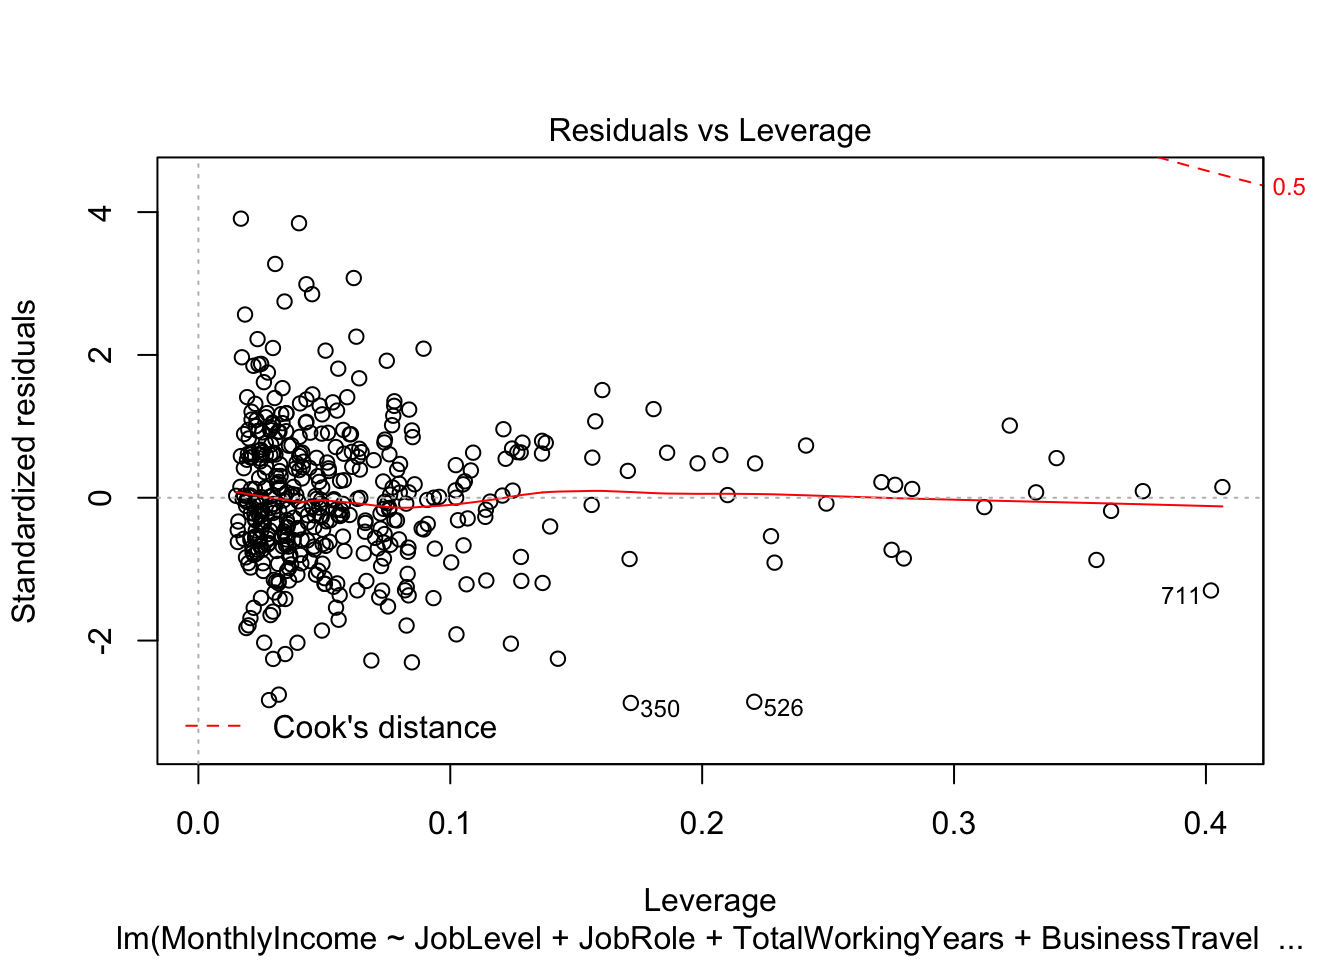 Residuals vs Leverage
0.5
4
2
0
-2
Standardized residuals
711
350
526
Cook's distance
0.0 0.1 0.2 0.3 0.4
Leverage
lm(MonthlyIncome ~ JobLevel + JobRole + TotalWorkingYears + BusinessTravel ...